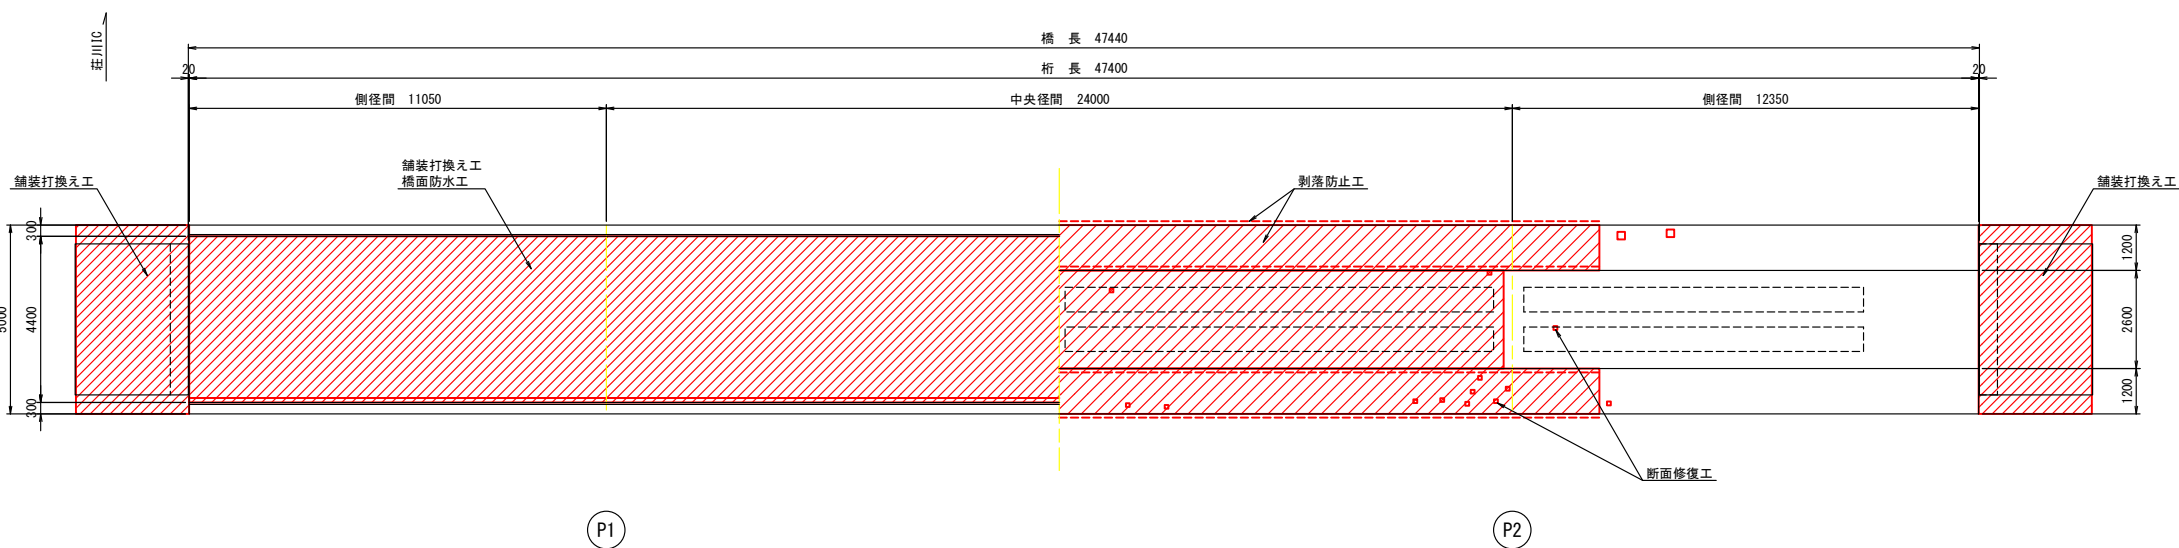 荘川IC
橋 長 47440
20
桁 長 47400
20
側径間 11050
中央径間 24000
側径間 12350
舗装打換え工
舗装打換え工
橋面防水工
剥落防止工
舗装打換え工
300
4400
5000
300
1200
2600
1200
断面修復工
P1
P2